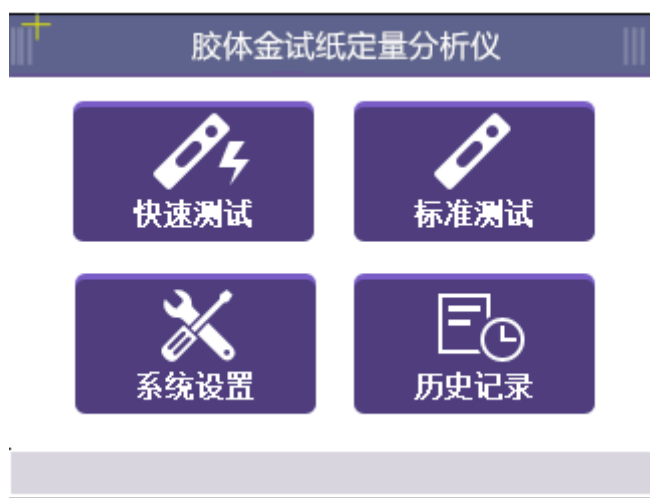 胶体金试纸定量分析仪
快速测试
标准测试
系统设置
历史记录